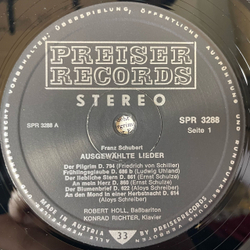 PREISER
RECORDS
STEREO
SPR 3288 A
SPR 3288
Seite 1
Franz Schubert
AUSGEWÄHLTE LIEDER
Der Pilgrim D. 794 (Friedrich von Schiller)
Frühlingsglaube D. 686 b (Ludwig Uhland)
Der liebliche Stern D. 861 (Ernst Schulze)
An mein Herz D. 860 (Ernst Schulze)
Der Blumenbrief D. 622 (Aloys Schreiber)
An den Mond in einer Herbstnacht D. 614
(Aloys Schreiber)
ROBERT HOLL, Baßbariton
KONRAD RICHTER, Klavier
MADE IN AUSTRIA
33
BY PREISERRECORDS